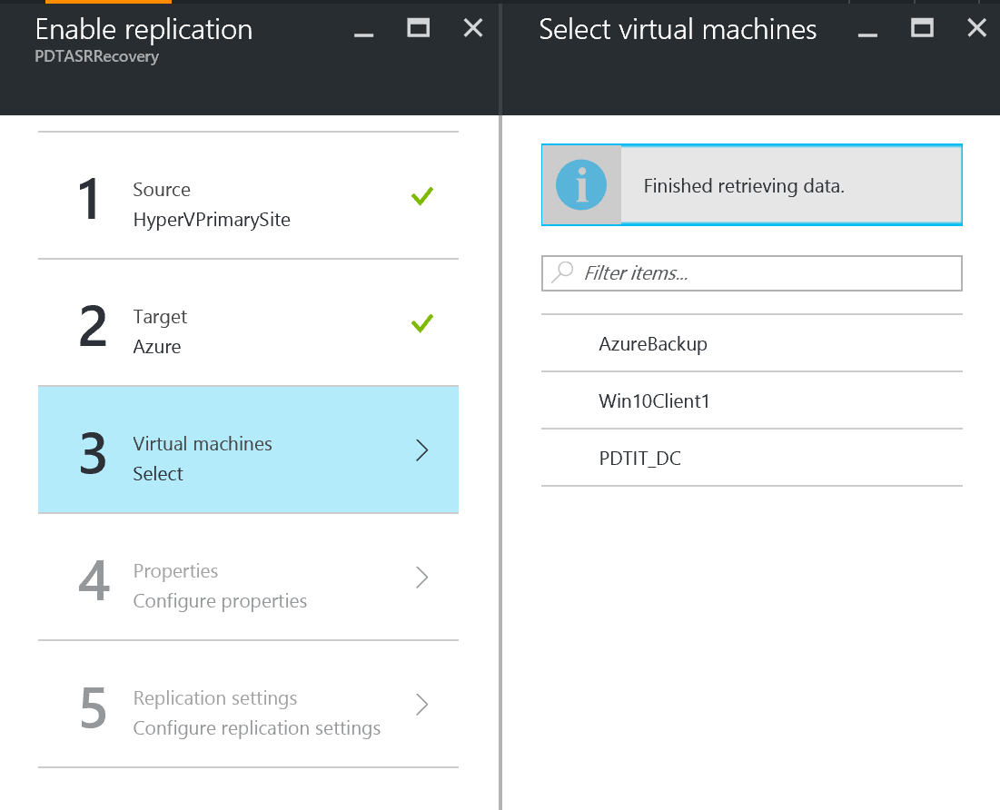 Enable replication
PDTASRRecovery
1
Source
HyperVPrimarySite
2
Target
Azure
3
Virtual machines
Select
4
Properties
Configure properties
5
Replication settings
Configure replication settings
Select virtual machines
Finished retrieving data.
Filter items...
AzureBackup
Win10Client1
PDTIT_DC